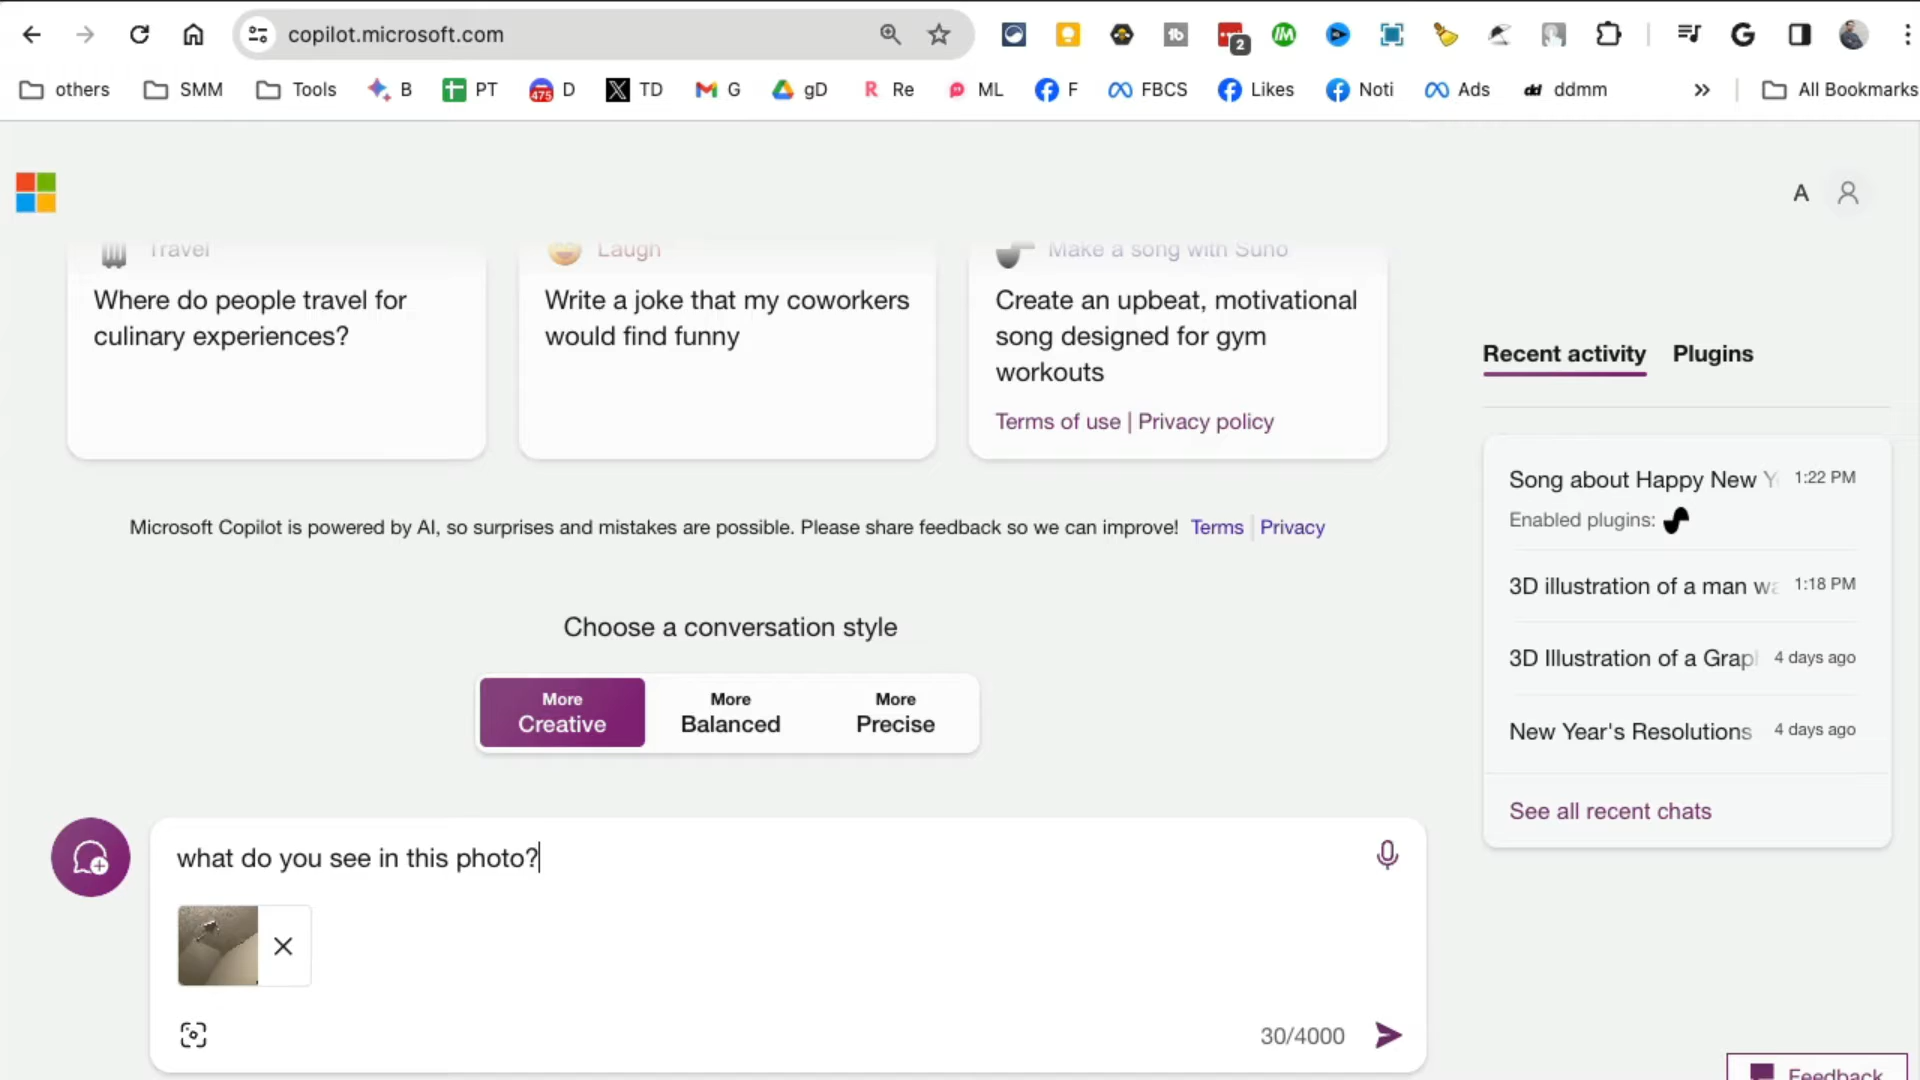 copilot.microsoft.com
2
others SMM Tools B PT 475 D TD G gD Re ML F FBCS Likes Noti Ads dd ddmm » All Bookmarks
A
Travel Laugh Make a song with Suno
Where do people travel for
culinary experiences?
Write a joke that my coworkers
would find funny
Create an upbeat, motivational
song designed for gym
workouts
Terms of use | Privacy policy
Recent activity Plugins
Song about Happy New 1:22 PM
Enabled plugins:
3D illustration of a man 1:18 PM
3D Illustration of a 4 days ago
New Year's Resolutions 4 days ago
See all recent chats
Microsoft Copilot is powered by AI, so surprises and mistakes are possible. Please share feedback so we can improve! Terms Privacy
Choose a conversation style
More
Creative
More
Balanced
More
Precise
what do you see in this photo?
30/4000
Feedback